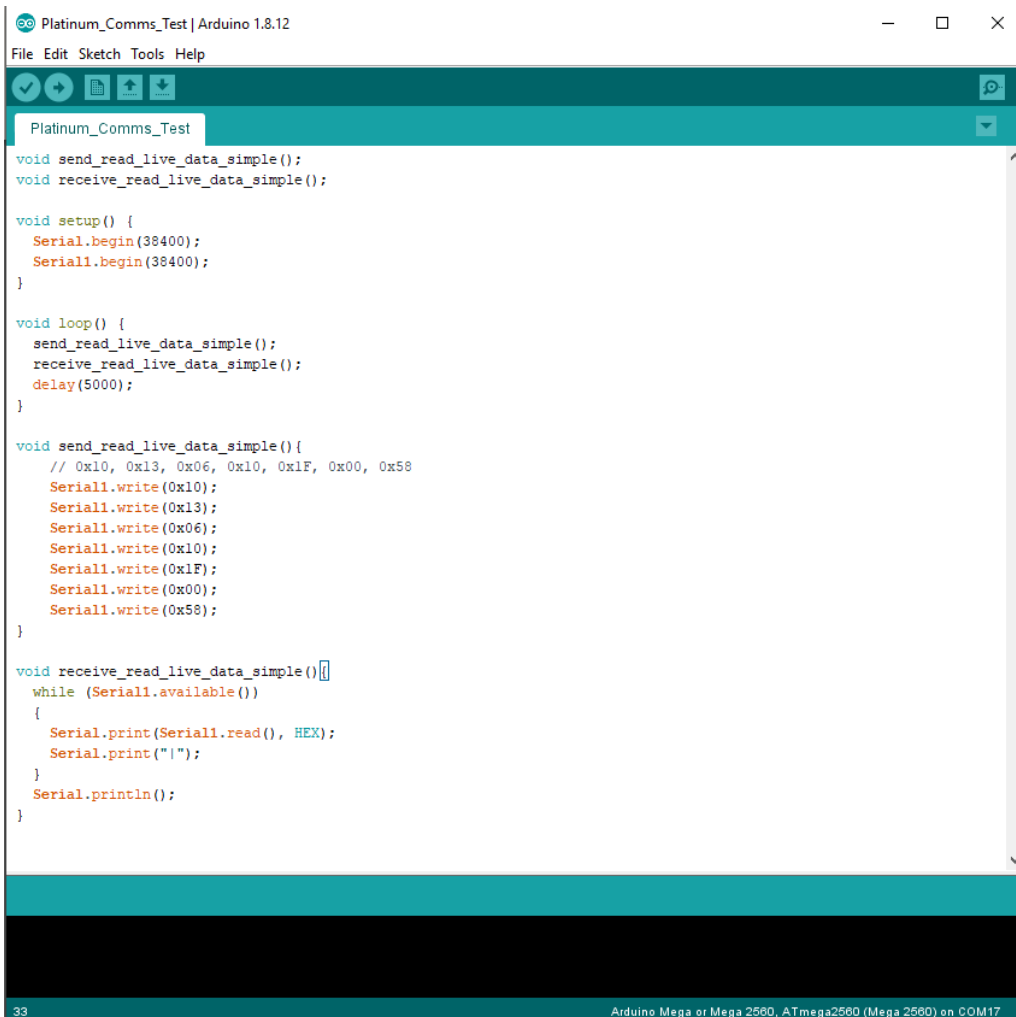 Platinum_Comms_Test | Arduino 1.8.12
File Edit Sketch Tools Help
Platinum_Comms_Test
void send_read_live_data_simple();
void receive_read_live_data_simple();
void setup() {
  Serial.begin(38400);
  Serial1.begin(38400);
}
void loop() {
  send_read_live_data_simple();
  receive_read_live_data_simple();
  delay(5000);
}
void send_read_live_data_simple(){
    // 0x10, 0x13, 0x06, 0x10, 0x1F, 0x00, 0x58
    Serial1.write(0x10);
    Serial1.write(0x13);
    Serial1.write(0x06);
    Serial1.write(0x10);
    Serial1.write(0x1F);
    Serial1.write(0x00);
    Serial1.write(0x58);
}
void receive_read_live_data_simple(){
  while (Serial1.available())
  {
    Serial.print(Serial1.read(), HEX);
    Serial.print("|");
  }
  Serial.println();
}
33 Arduino Mega or Mega 2560, ATmega2560 (Mega 2560) on COM17